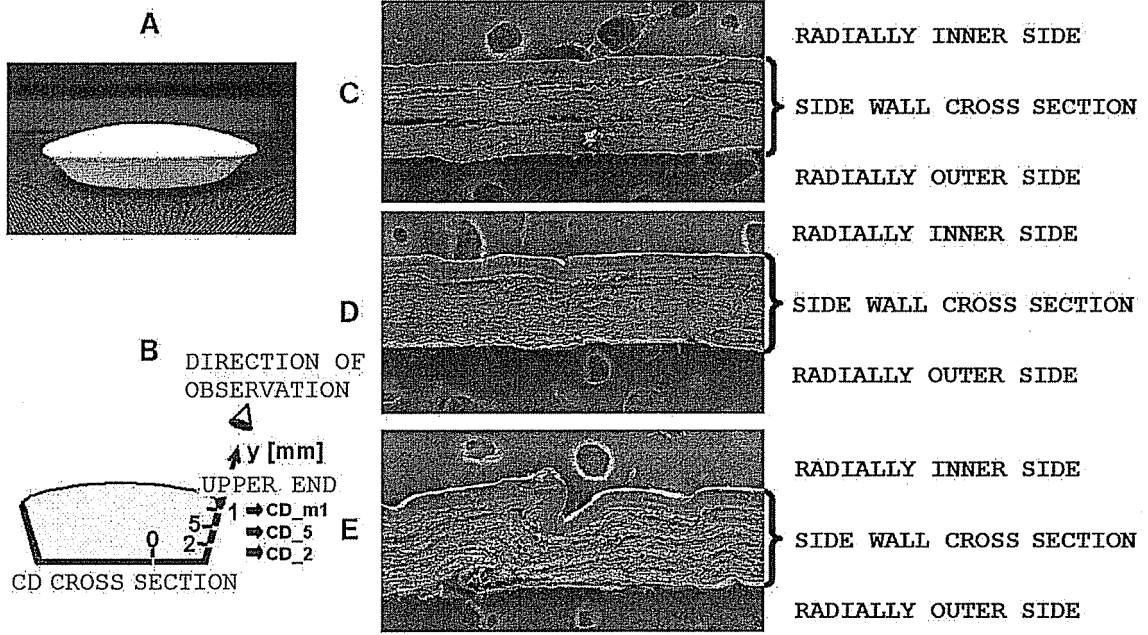 A
B
DIRECTION OF
OBSERVATION
y [mm]
UPPER END
1
CD_m1
5
CD_5
2
CD_2
0
CD CROSS SECTION
C
RADIALLY INNER SIDE
SIDE WALL CROSS SECTION
RADIALLY OUTER SIDE
D
RADIALLY INNER SIDE
SIDE WALL CROSS SECTION
RADIALLY OUTER SIDE
E
RADIALLY INNER SIDE
SIDE WALL CROSS SECTION
RADIALLY OUTER SIDE